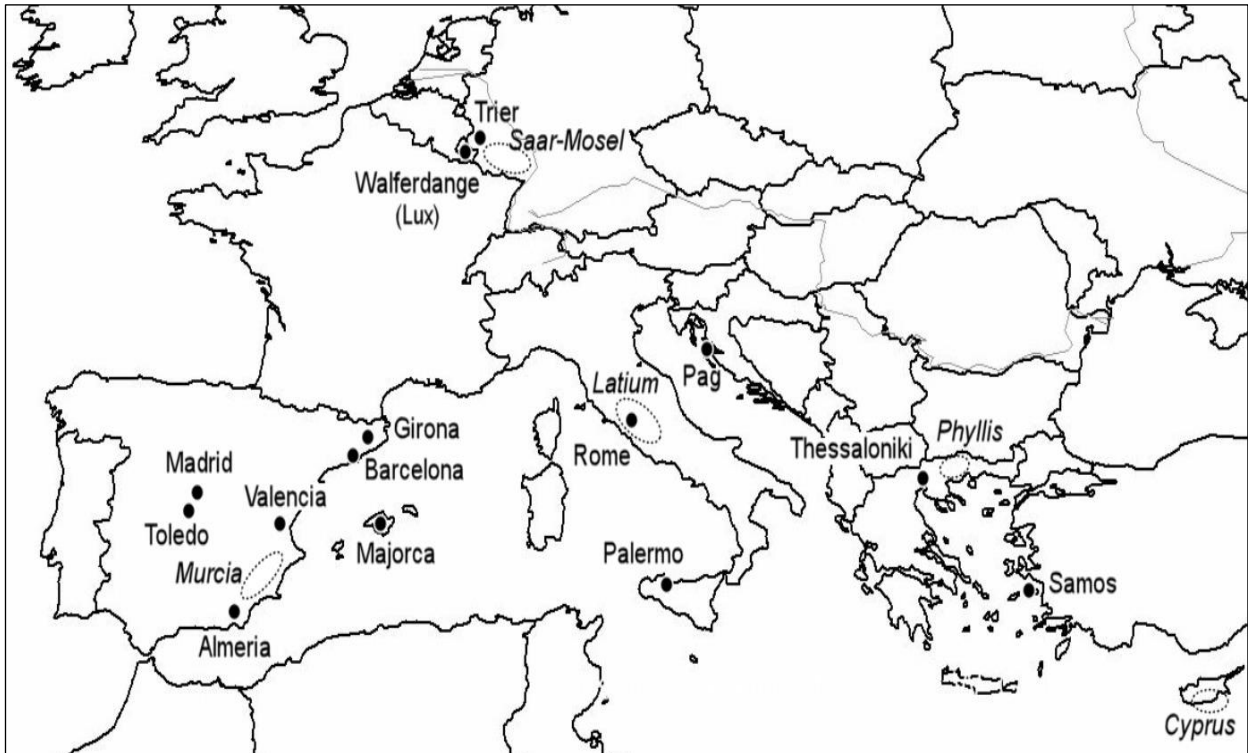 Trier
Saar-Mosel
Walferdange
(Lux)
Pag
Latium
Rome
Girona
Barcelona
Madrid
Toledo
Valencia
Majorca
Murcia
Almeria
Palermo
Thessaloniki
Phyllis
Samos
Cyprus